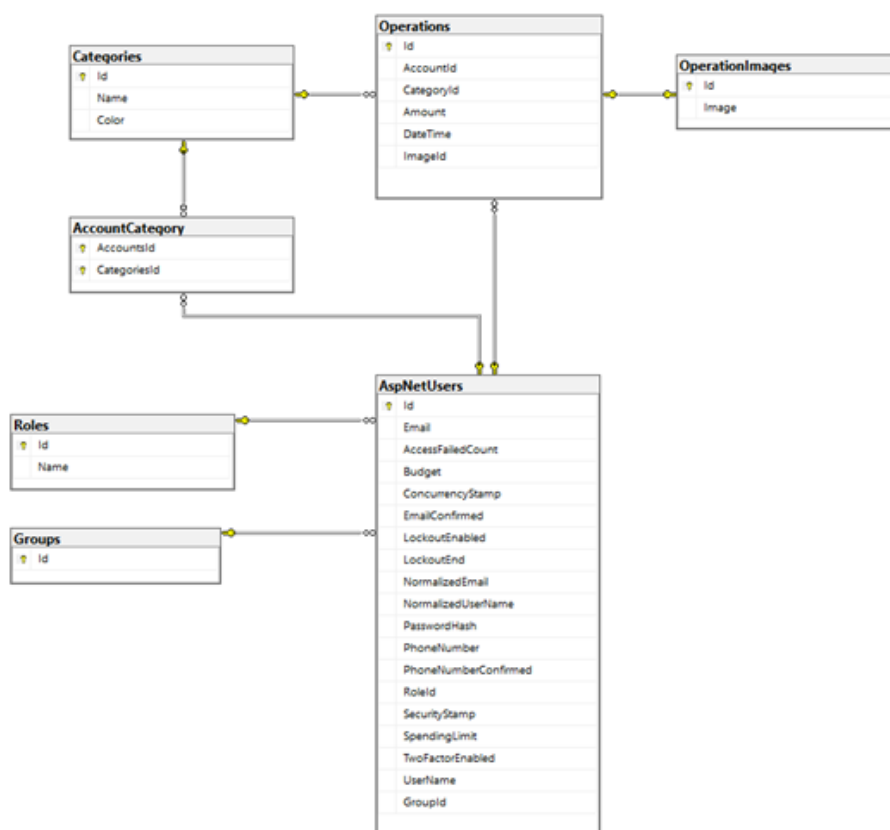 Operations
Id
AccountId
CategoryId
Amount
DateTime
ImageId
Categories
Id
Name
Color
OperationImages
Id
Image
AccountCategory
AccountsId
CategoriesId
AspNetUsers
Id
Email
AccessFailedCount
Budget
ConcurrencyStamp
EmailConfirmed
LockoutEnabled
LockoutEnd
NormalizedEmail
NormalizedUserName
PasswordHash
PhoneNumber
PhoneNumberConfirmed
RoleId
SecurityStamp
SpendingLimit
TwoFactorEnabled
UserName
GroupId
Roles
Id
Name
Groups
Id